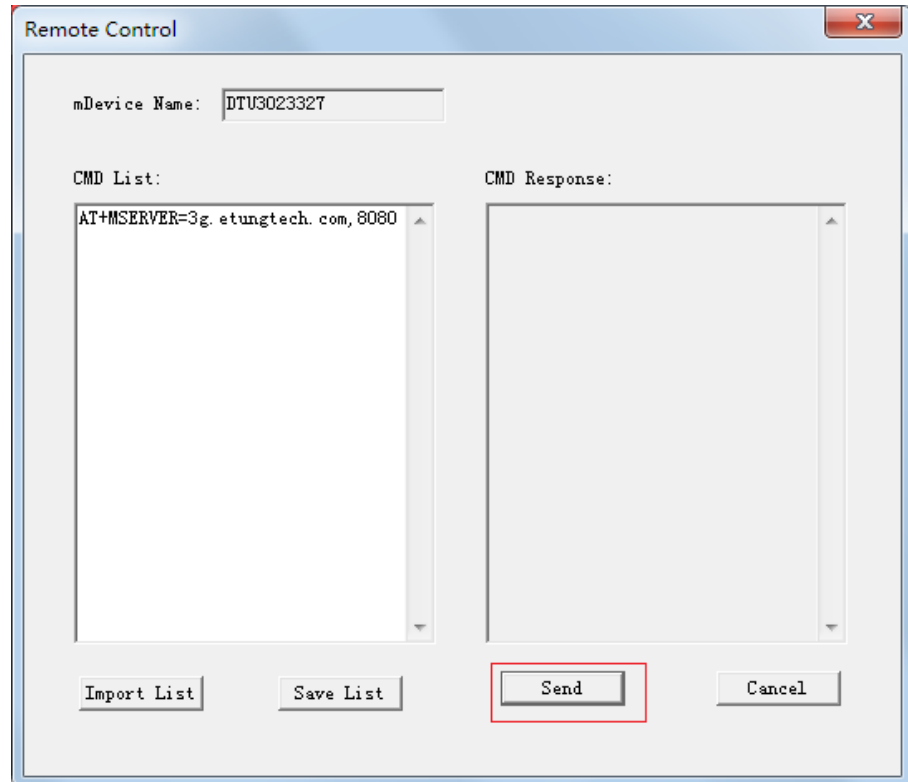 Remote Control
mDevice Name: DTU3023327
CMD List:
CMD Response:
AT+MSERVER=3g.etungtech.com,8080
Import List
Save List
Send
Cancel